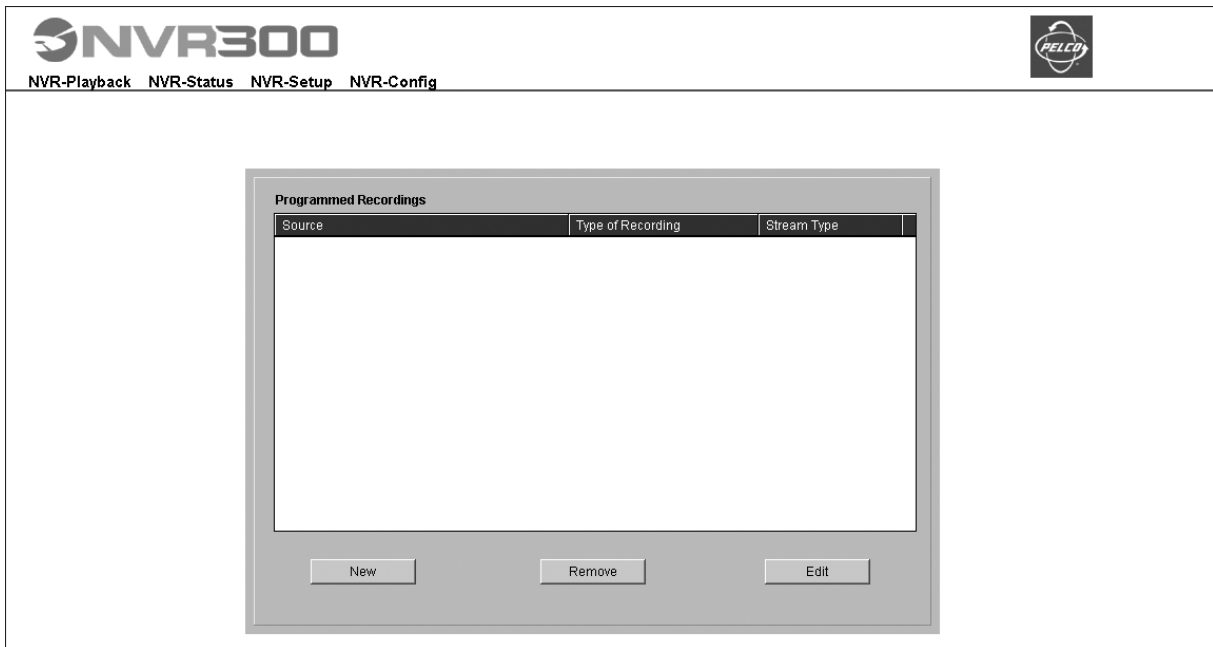 NVR300
PELCO
NVR-Playback NVR-Status NVR-Setup NVR-Config
Programmed Recordings
Source Type of Recording Stream Type
New Remove Edit